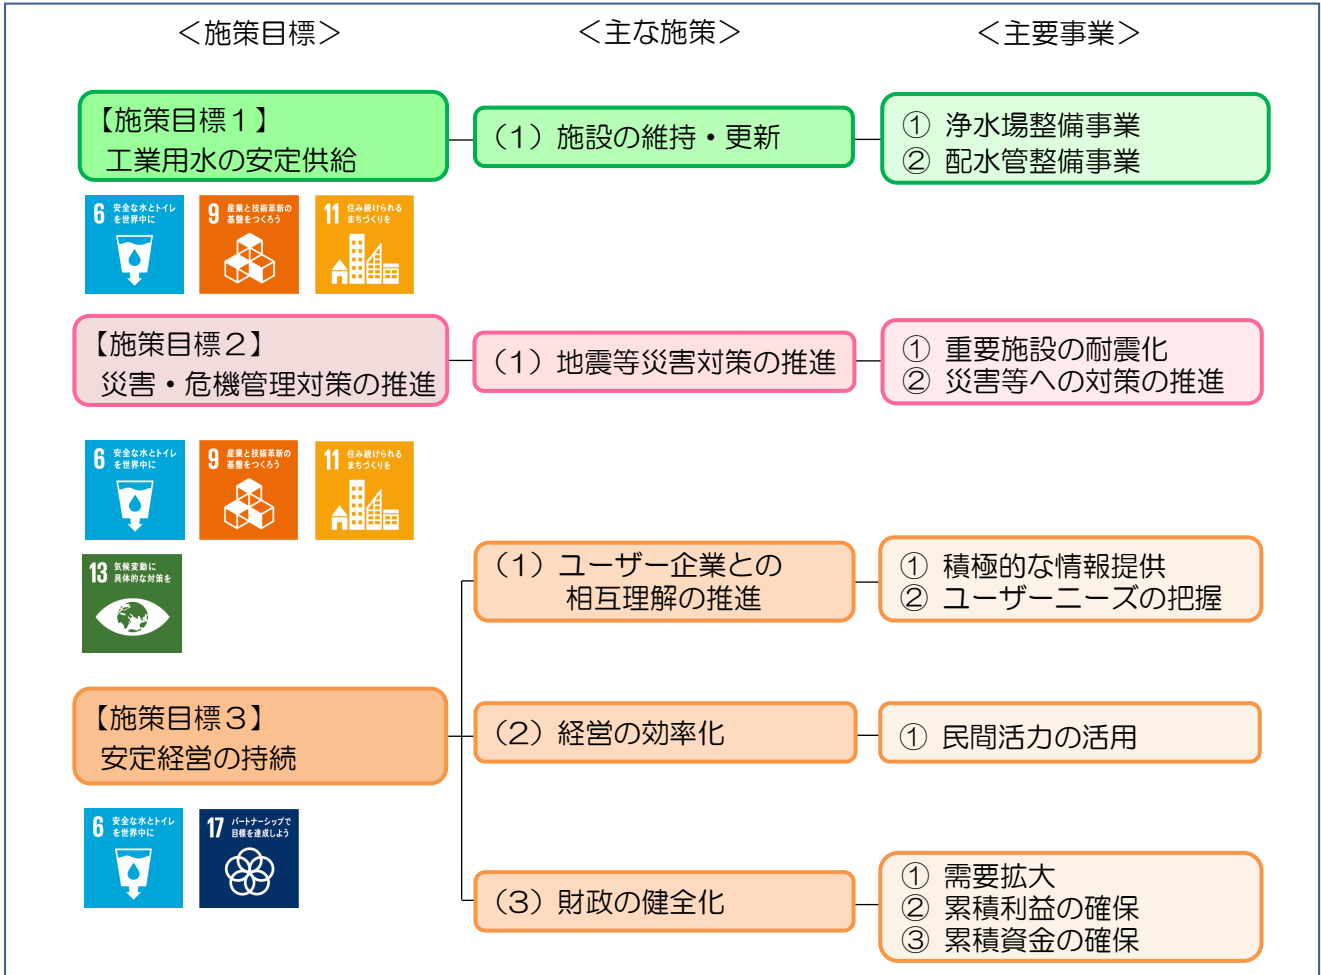 ＜施策目標＞
＜主な施策＞
＜主要事業＞
【施策目標１】
工業用水の安定供給
（１）施設の維持・更新
① 浄水場整備事業
② 配水管整備事業
6 安全な水とトイレ
を世界中に
9 産業と技術革新の
基盤をつくろう
11 住み続けられる
まちづくりを
【施策目標２】
災害・危機管理対策の推進
（１）地震等災害対策の推進
① 重要施設の耐震化
② 災害等への対策の推進
6 安全な水とトイレ
を世界中に
9 産業と技術革新の
基盤をつくろう
11 住み続けられる
まちづくりを
13 気候変動に
具体的な対策を
（１）ユーザー企業との
相互理解の推進
① 積極的な情報提供
② ユーザーニーズの把握
【施策目標３】
安定経営の持続
（２）経営の効率化
① 民間活力の活用
6 安全な水とトイレ
を世界中に
17 パートナーシップで
目標を達成しよう
（３）財政の健全化
① 需要拡大
② 累積利益の確保
③ 累積資金の確保